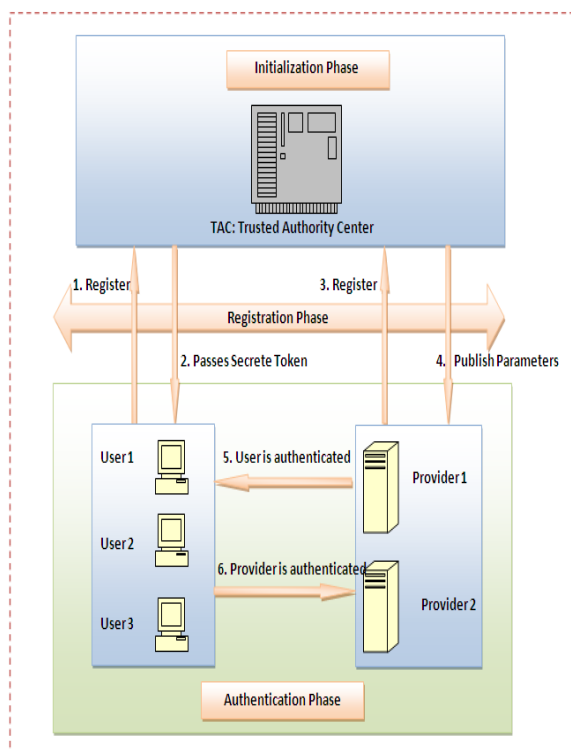 Initialization Phase
TAC: Trusted Authority Center
1. Register
3. Register
Registration Phase
2. Passes Secrete Token
4. Publish Parameters
User1
5. User is authenticated
Provider1
User2
6. Provider is authenticated
Provider2
User3
Authentication Phase